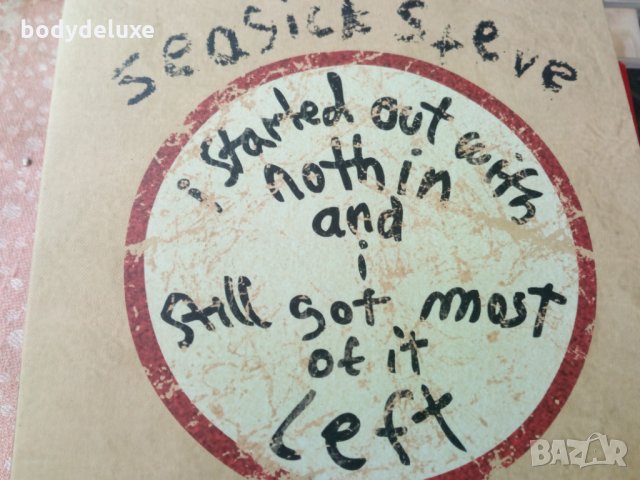 bodydeluxe
seasick steve
i started out with
nothin
and
i
still got most
of it
left
BAZAR